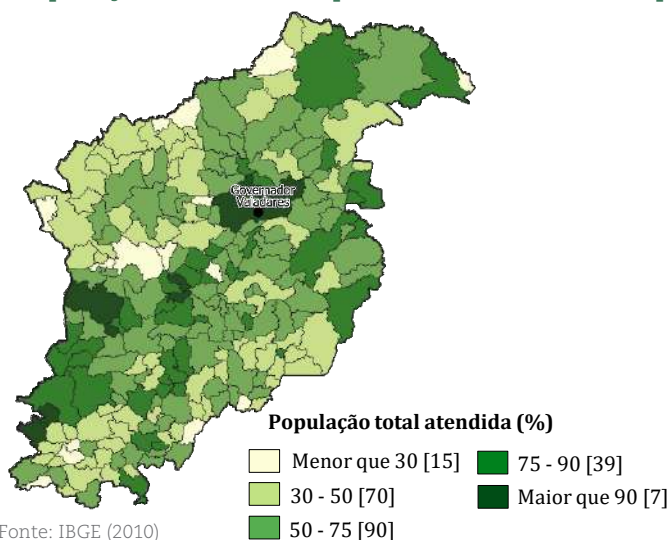 Governador
Valadares
População total atendida (%)
Menor que 30 [15]
30 - 50 [70]
50 - 75 [90]
75 - 90 [39]
Maior que 90 [7]
Fonte: IBGE (2010)